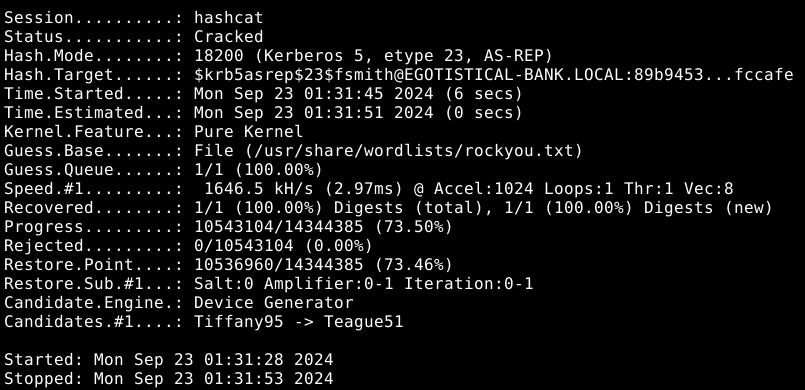 Session..........: hashcat
Status...........: Cracked
Hash.Mode........: 18200 (Kerberos 5, etype 23, AS-REP)
Hash.Target......: $krb5asrep$23$fsmith@EGOTISTICAL-BANK.LOCAL:89b9453...fccafe
Time.Started.....: Mon Sep 23 01:31:45 2024 (6 secs)
Time.Estimated...: Mon Sep 23 01:31:51 2024 (0 secs)
Kernel.Feature...: Pure Kernel
Guess.Base.......: File (/usr/share/wordlists/rockyou.txt)
Guess.Queue......: 1/1 (100.00%)
Speed.#1.........:  1646.5 kH/s (2.97ms) @ Accel:1024 Loops:1 Thr:1 Vec:8
Recovered........: 1/1 (100.00%) Digests (total), 1/1 (100.00%) Digests (new)
Progress.........: 10543104/14344385 (73.50%)
Rejected.........: 0/10543104 (0.00%)
Restore.Point....: 10536960/14344385 (73.46%)
Restore.Sub.#1...: Salt:0 Amplifier:0-1 Iteration:0-1
Candidate.Engine.: Device Generator
Candidates.#1....: Tiffany95 -> Teague51
Started: Mon Sep 23 01:31:28 2024
Stopped: Mon Sep 23 01:31:53 2024